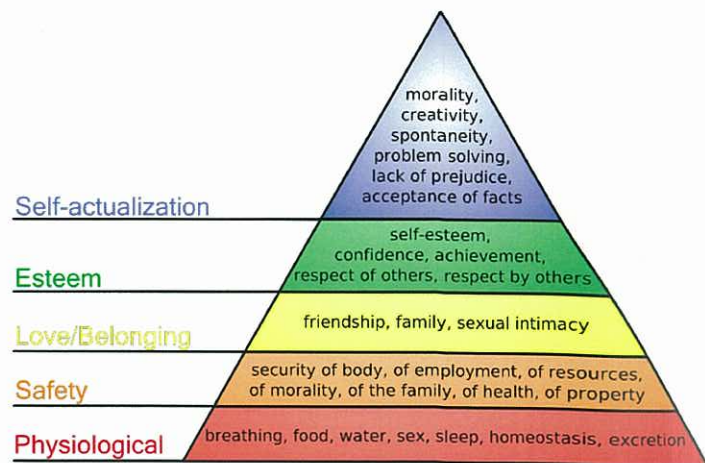 morality,
creativity,
spontaneity,
problem solving,
lack of prejudice,
acceptance of facts
Self-actualization
self-esteem,
confidence, achievement,
respect of others, respect by others
Esteem
friendship, family, sexual intimacy
Love/Belonging
security of body, of employment, of resources,
of morality, of the family, of health, of property
Safety
breathing, food, water, sex, sleep, homeostasis, excretion
Physiological